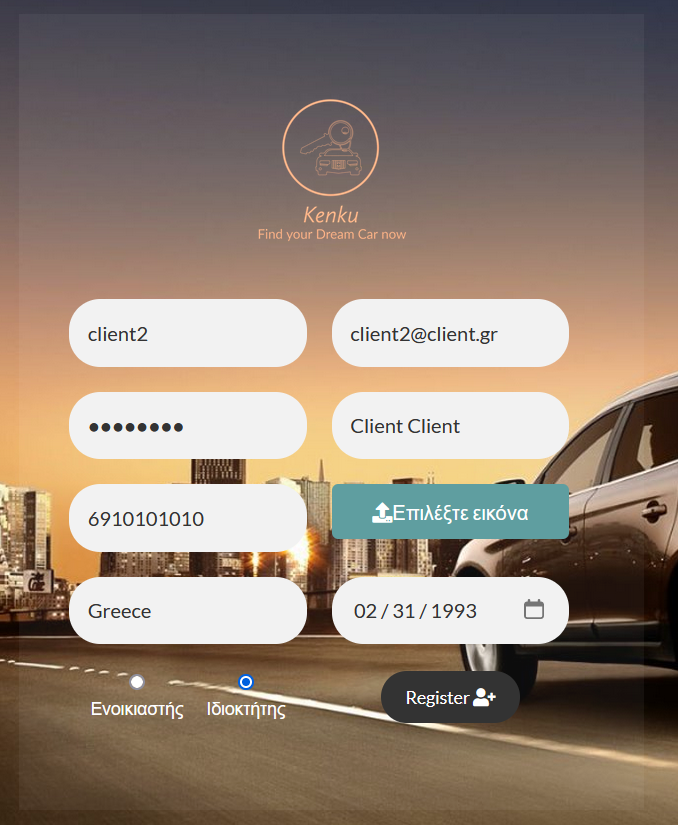 Kenku
Find your Dream Car now
client2
client2@client.gr
●●●●●●●●
Client Client
6910101010
Επιλέξτε εικόνα
Greece
02 / 31 / 1993
Ενοικιαστής
Ιδιοκτήτης
Register